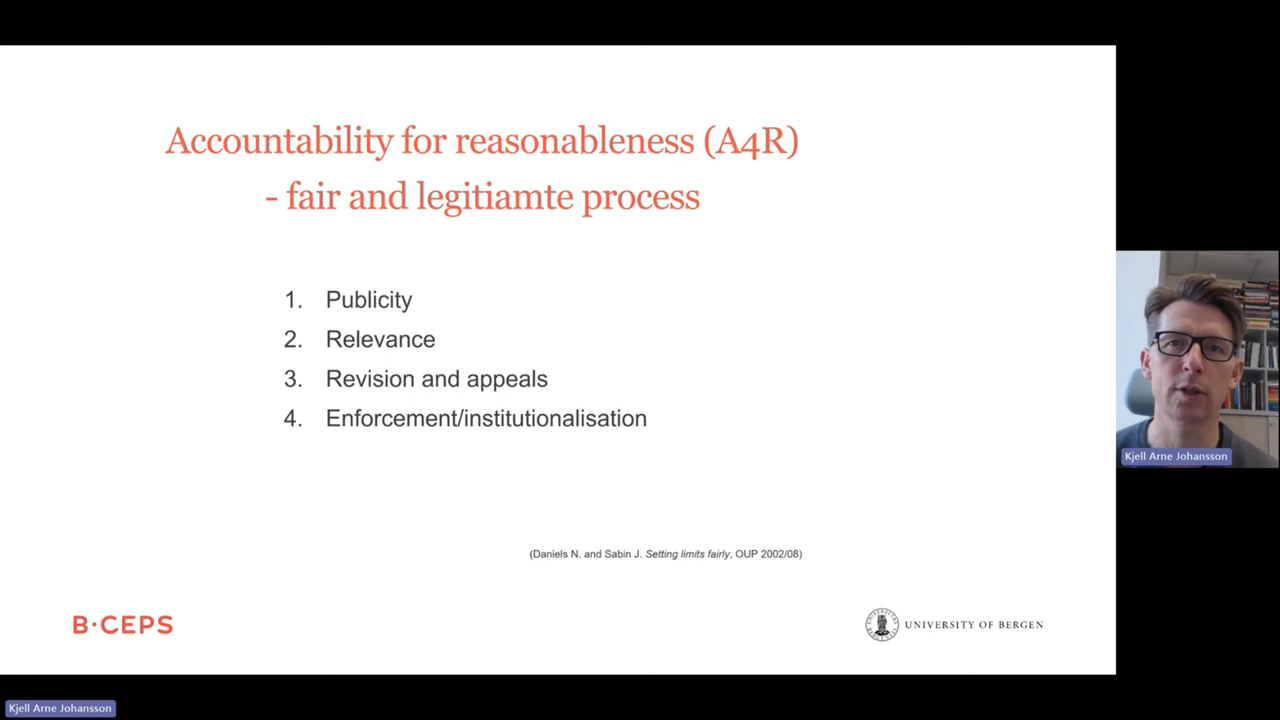 Accountability for reasonableness (A4R)
- fair and legitiamte process
1. Publicity
2. Relevance
3. Revision and appeals
4. Enforcement/institutionalisation
(Daniels N. and Sabin J. Setting limits fairly, OUP 2002/08)
B·CEPS
UNIVERSITY OF BERGEN
Kjell Arne Johansson
Kjell Arne Johansson